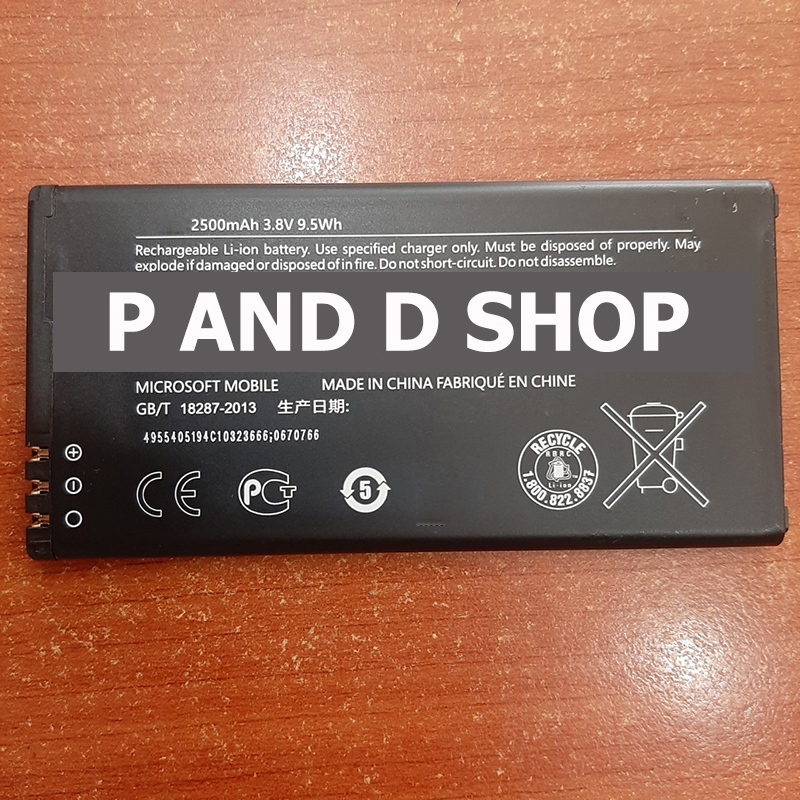 2500mAh 3.8V 9.5Wh
Rechargeable Li-ion battery. Use specified charger only. Must be disposed of properly. May
explode if damaged or disposed of in fire. Do not short-circuit. Do not disassemble.
P AND D SHOP
MICROSOFT MOBILE MADE IN CHINA FABRIQUÉ EN CHINE
GB/T 18287-2013 生产日期:
4955405194C10323666;0670766
+
-
CE PCT 5
RECYCLE
RBRC
Li-ion
1.800.822.8837